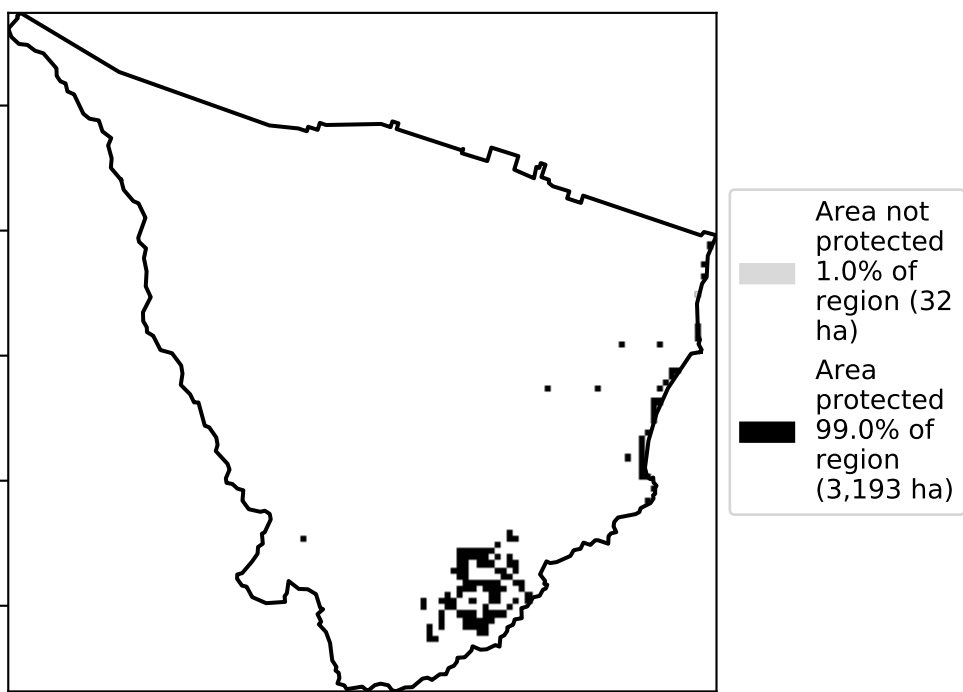 Area not
protected
1.0% of
region (32
ha)
Area
protected
99.0% of
region
(3,193 ha)